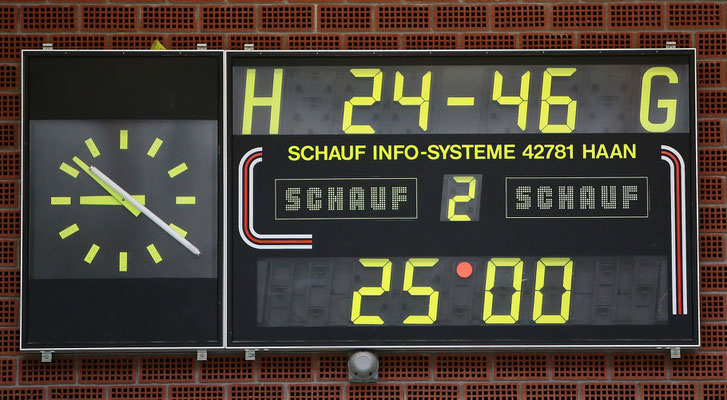 H 24-46 G
SCHAUF INFO-SYSTEME 42781 HAAN
SCHAUF 2 SCHAUF
25:00